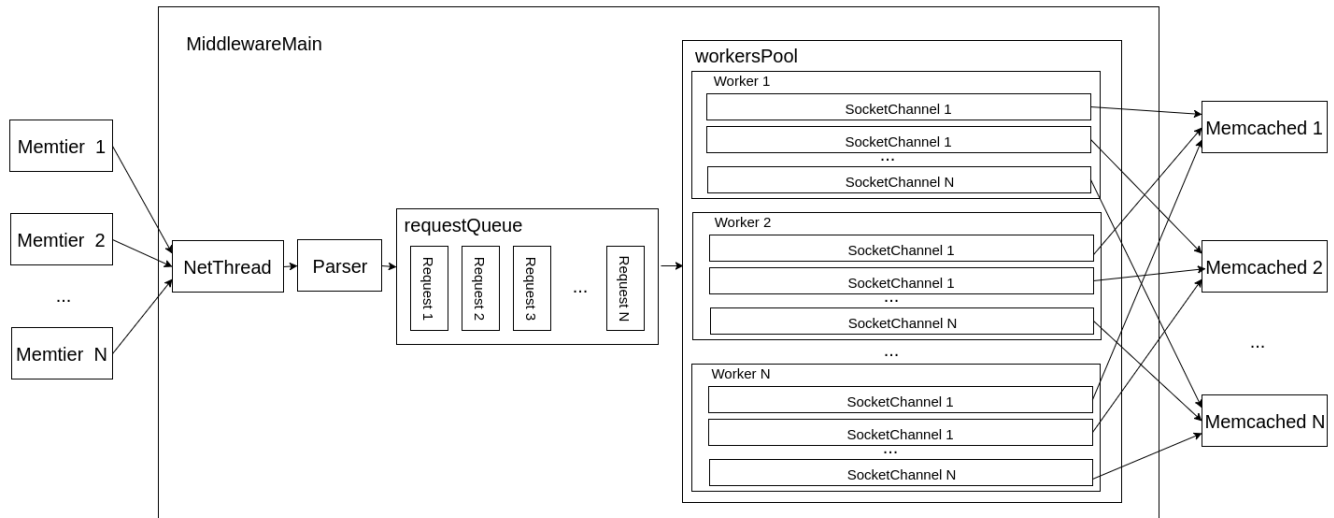 MiddlewareMain
Memtier 1
Memtier 2
...
Memtier N
NetThread
Parser
requestQueue
Request 1
Request 2
Request 3
...
Request N
workersPool
Worker 1
SocketChannel 1
SocketChannel 1
...
SocketChannel N
Worker 2
SocketChannel 1
SocketChannel 1
...
SocketChannel N
...
Worker N
SocketChannel 1
SocketChannel 1
...
SocketChannel N
Memcached 1
Memcached 2
...
Memcached N